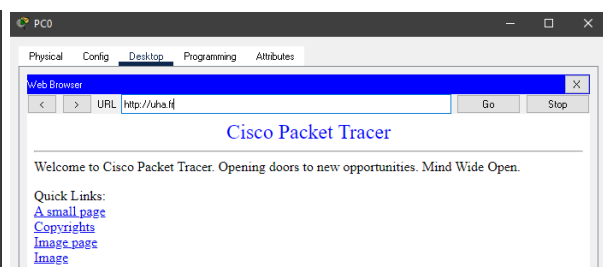 PC0
Physical Config Desktop Programming Attributes
Web Browser X
< > URL http://uha.fr Go Stop
Cisco Packet Tracer
Welcome to Cisco Packet Tracer. Opening doors to new opportunities. Mind Wide Open.
Quick Links:
A small page
Copyrights
Image page
Image